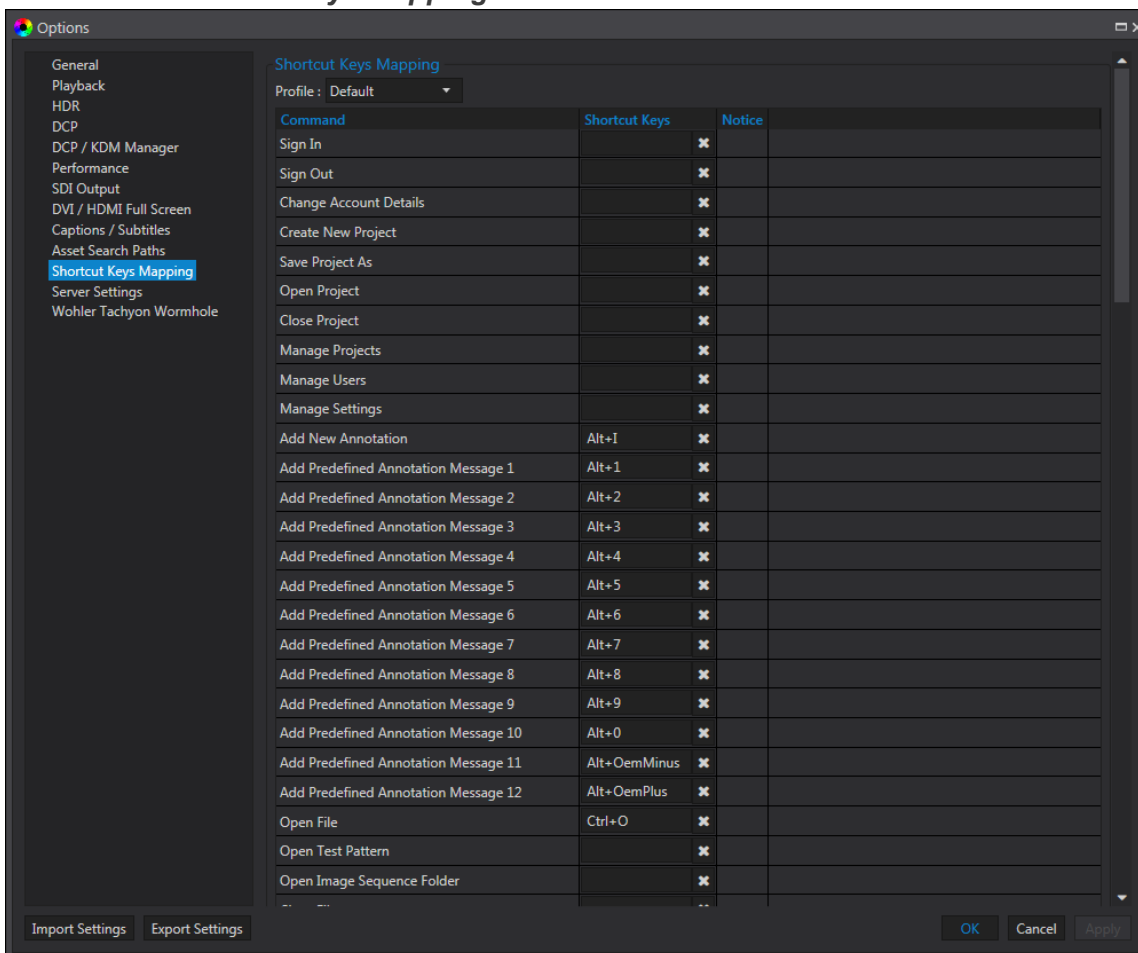 Options
General
Playback
HDR
DCP
DCP / KDM Manager
Performance
SDI Output
DVI / HDMI Full Screen
Captions / Subtitles
Asset Search Paths
Shortcut Keys Mapping
Server Settings
Wohler Tachyon Wormhole
Shortcut Keys Mapping
Profile : Default
Command Shortcut Keys Notice
Sign In
Sign Out
Change Account Details
Create New Project
Save Project As
Open Project
Close Project
Manage Projects
Manage Users
Manage Settings
Add New Annotation Alt+I
Add Predefined Annotation Message 1 Alt+1
Add Predefined Annotation Message 2 Alt+2
Add Predefined Annotation Message 3 Alt+3
Add Predefined Annotation Message 4 Alt+4
Add Predefined Annotation Message 5 Alt+5
Add Predefined Annotation Message 6 Alt+6
Add Predefined Annotation Message 7 Alt+7
Add Predefined Annotation Message 8 Alt+8
Add Predefined Annotation Message 9 Alt+9
Add Predefined Annotation Message 10 Alt+0
Add Predefined Annotation Message 11 Alt+OemMinus
Add Predefined Annotation Message 12 Alt+OemPlus
Open File Ctrl+O
Open Test Pattern
Open Image Sequence Folder
Import Settings Export Settings OK Cancel Apply